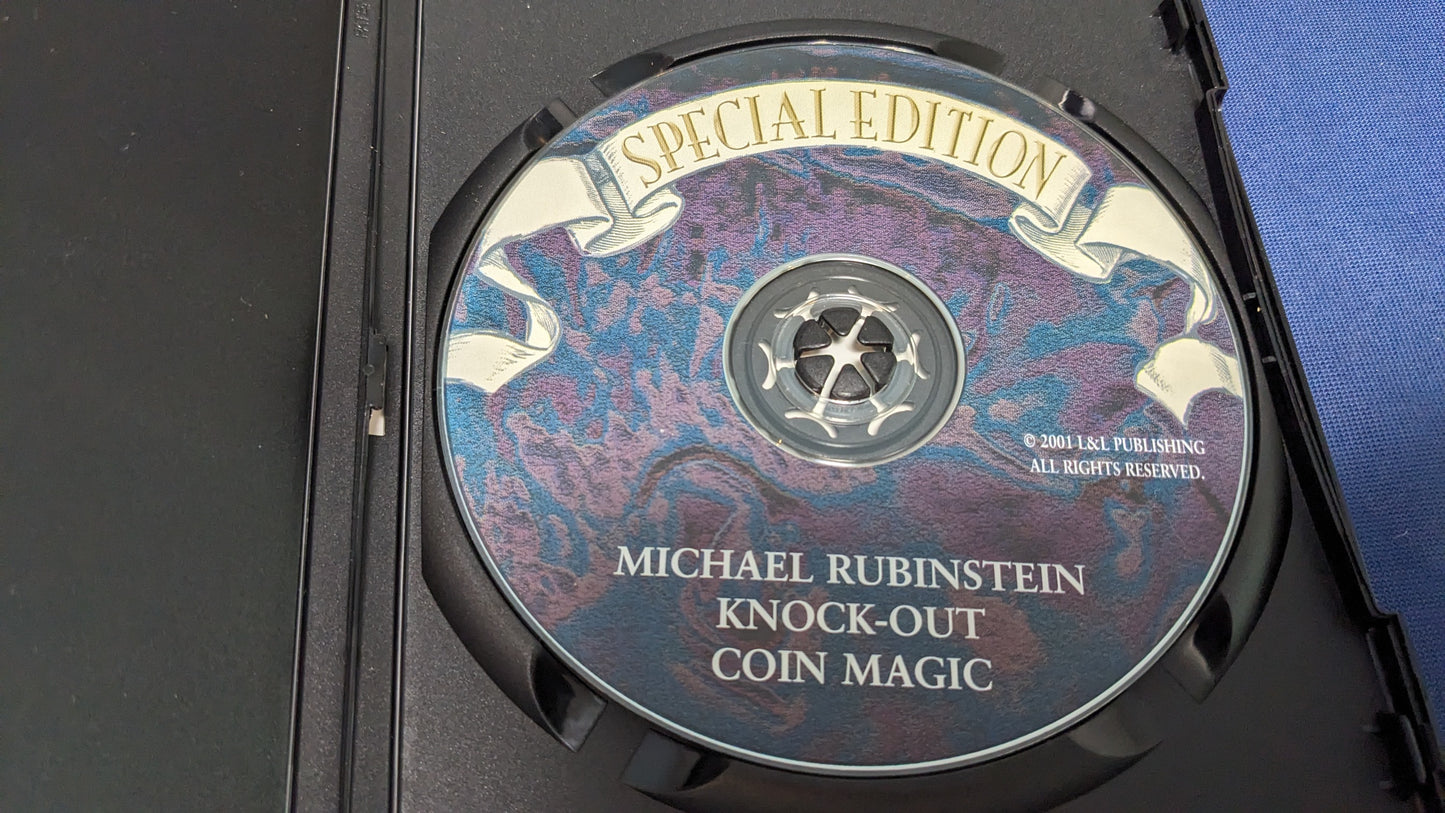 SPECIAL EDITION
© 2001 L&L PUBLISHING
ALL RIGHTS RESERVED.
MICHAEL RUBINSTEIN
KNOCK-OUT
COIN MAGIC